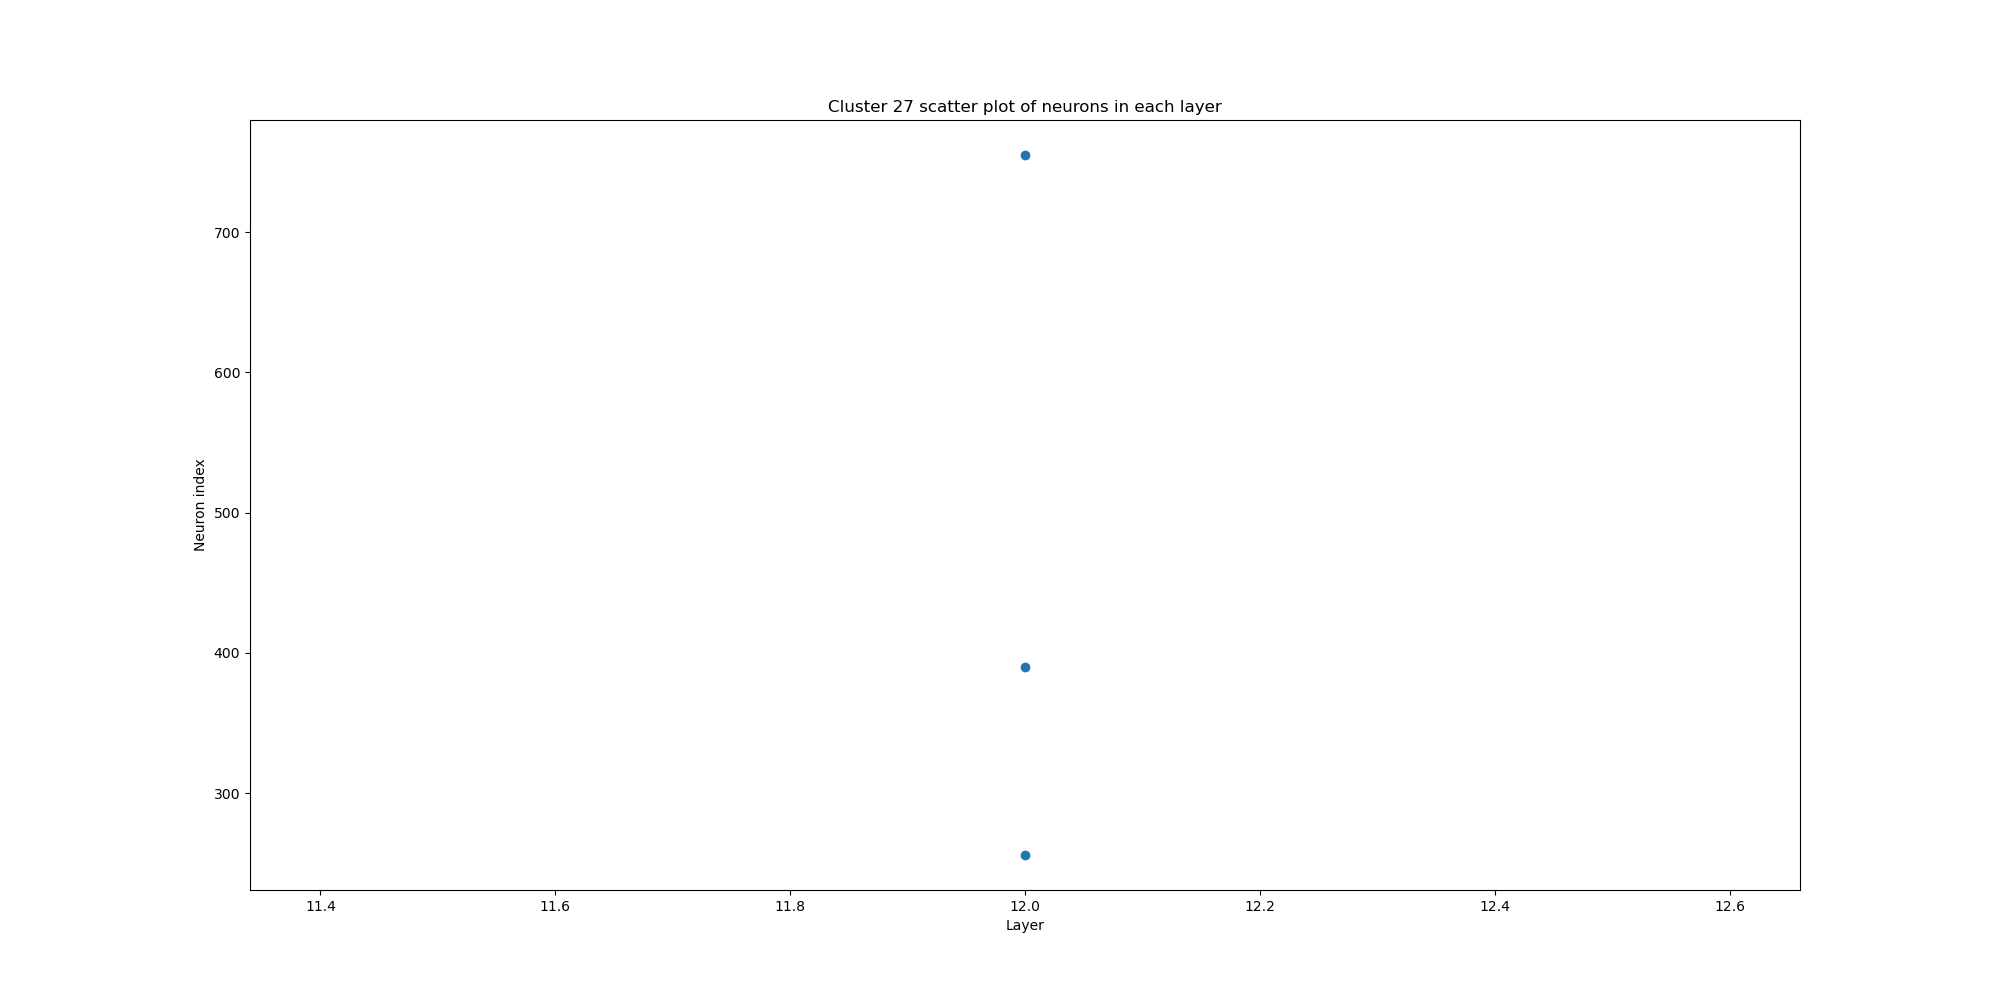 Cluster 27 scatter plot of neurons in each layer
700
600
500
400
300
Neuron index
11.4 11.6 11.8 12.0 12.2 12.4 12.6
Layer